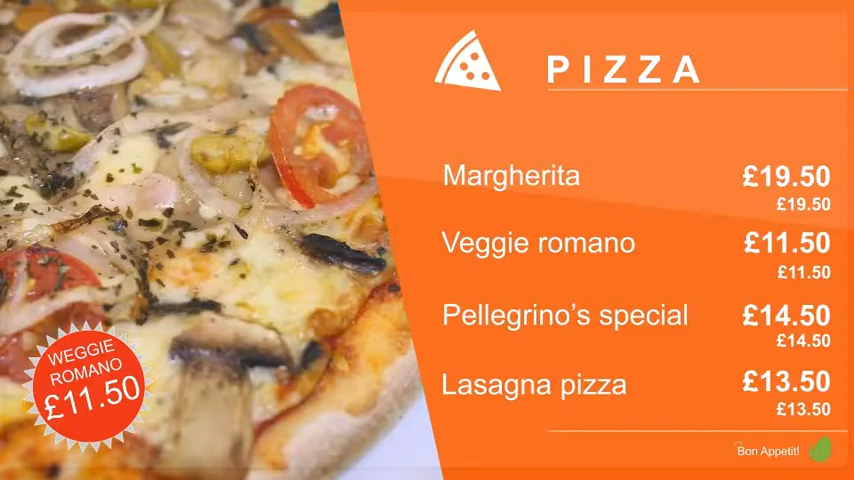 PIZZA
Margherita £19.50
£19.50
Veggie romano £11.50
£11.50
Pellegrino's special £14.50
£14.50
Lasagna pizza £13.50
£13.50
WEGGIE
ROMANO
£11.50
Bon Appetit!